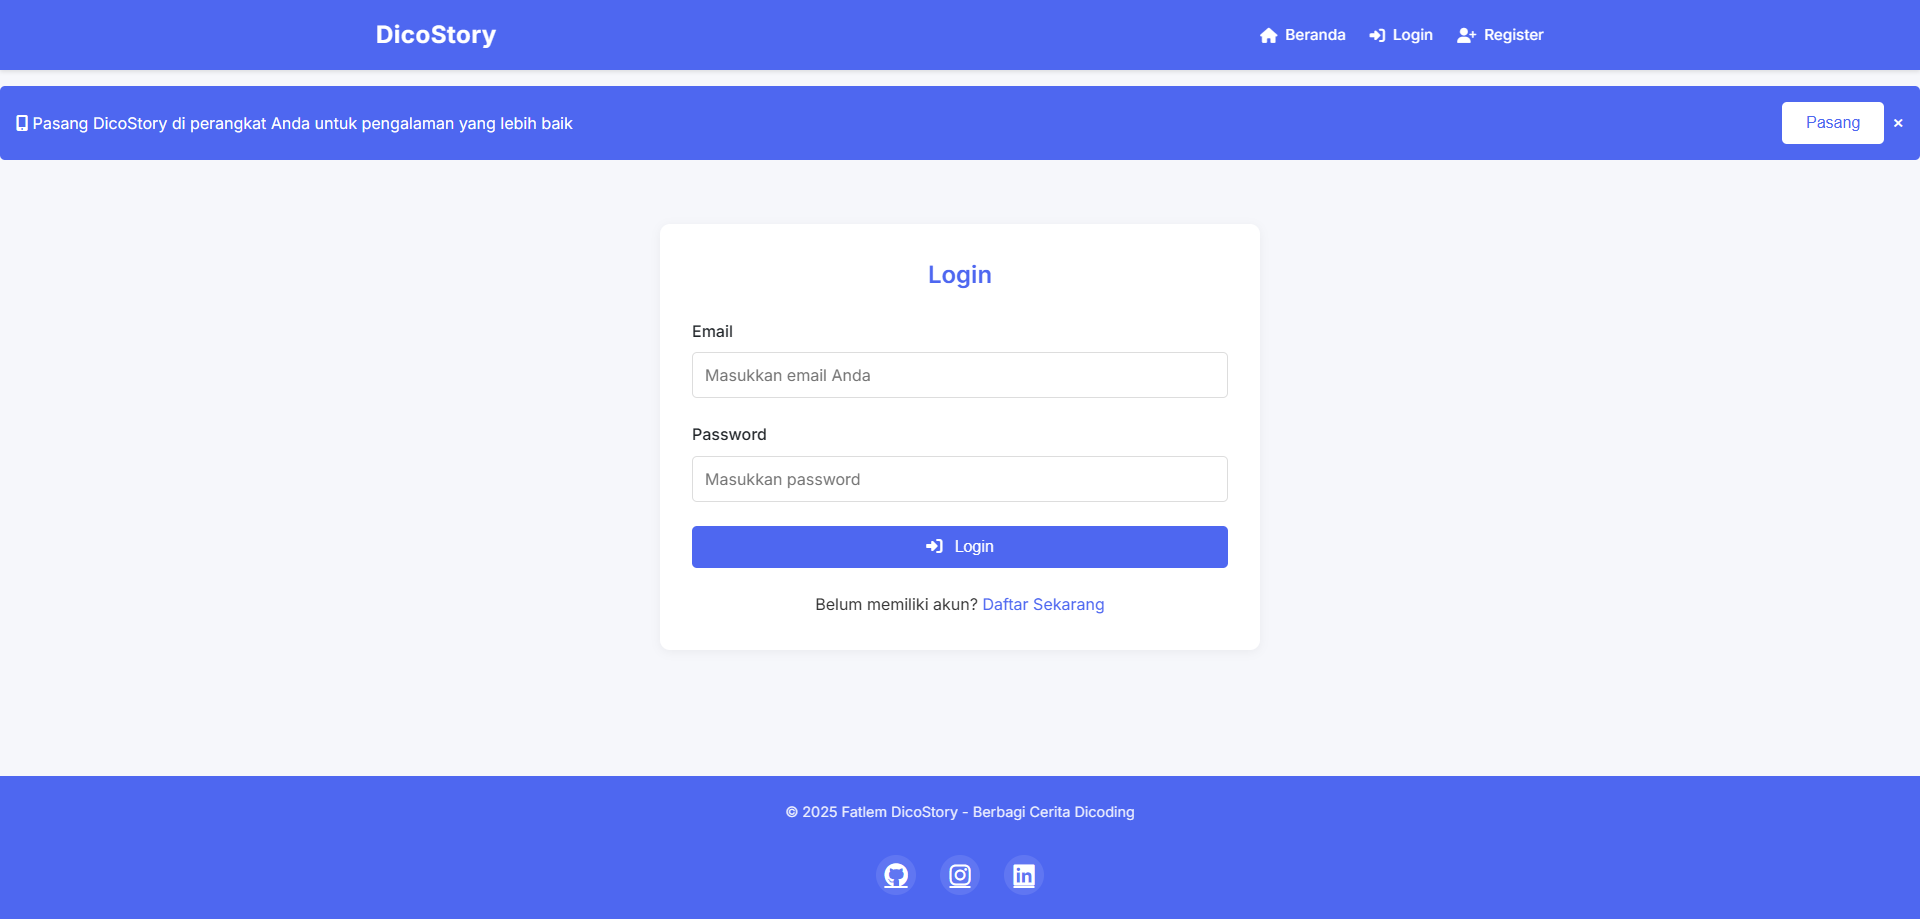 DicoStory
Beranda
Login
Register
Pasang DicoStory di perangkat Anda untuk pengalaman yang lebih baik
Pasang
×
Login
Email
Masukkan email Anda
Password
Masukkan password
Login
Belum memiliki akun? Daftar Sekarang
© 2025 Fatlem DicoStory - Berbagi Cerita Dicoding